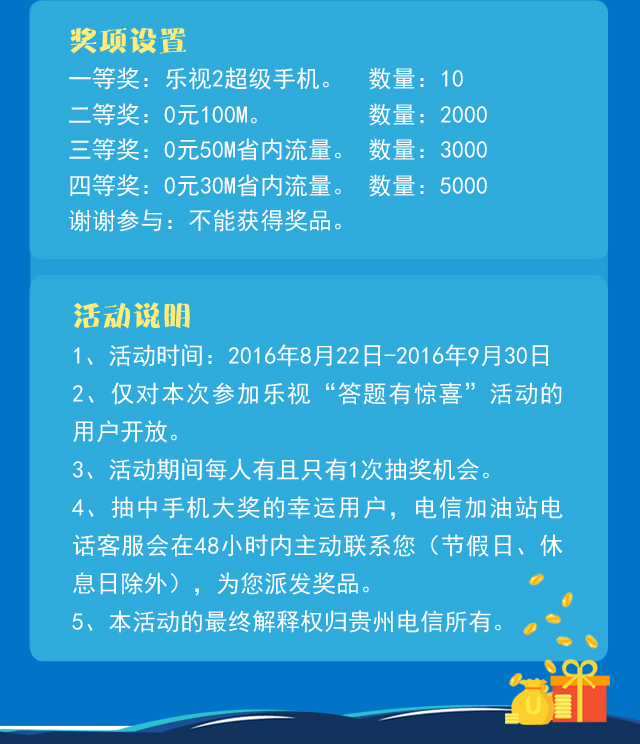 奖项设置
一等奖：乐视2超级手机。 数量：10
二等奖：0元100M。 数量：2000
三等奖：0元50M省内流量。 数量：3000
四等奖：0元30M省内流量。 数量：5000
谢谢参与：不能获得奖品。
活动说明
1、活动时间：2016年8月22日-2016年9月30日
2、仅对本次参加乐视“答题有惊喜”活动的
用户开放。
3、活动期间每人有且只有1次抽奖机会。
4、抽中手机大奖的幸运用户，电信加油站电
话客服会在48小时内主动联系您（节假日、休
息日除外），为您派发奖品。
5、本活动的最终解释权归贵州电信所有。
U